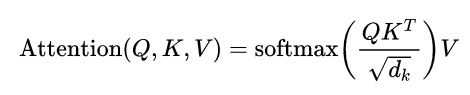 Attention(Q, K, V) = softmax(QK^T / √d_k)V